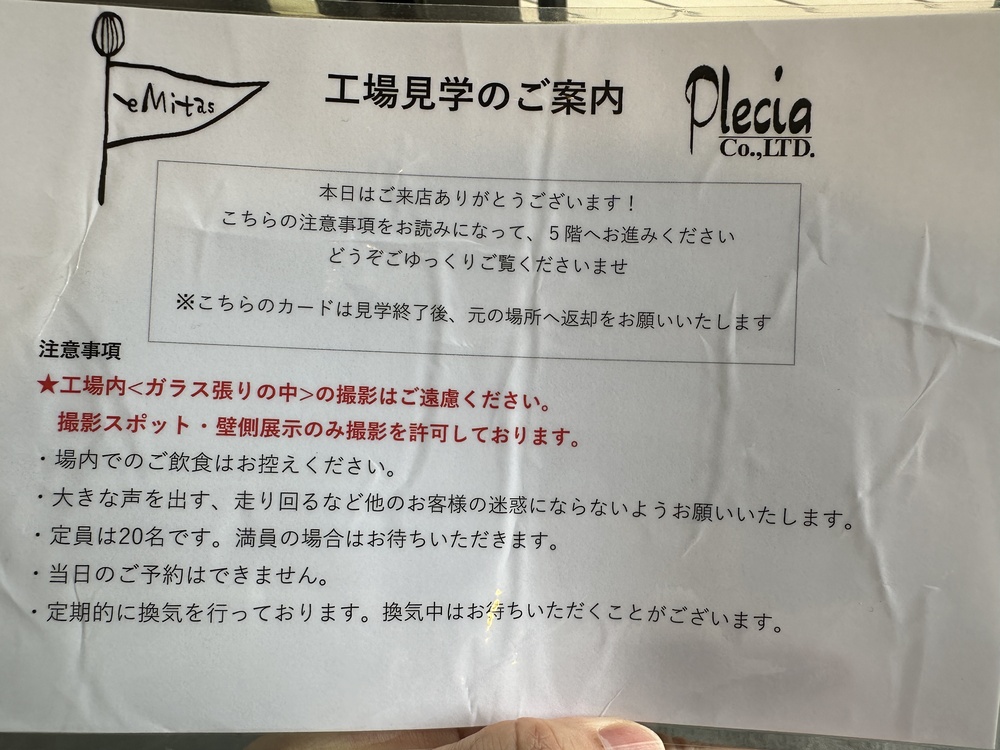 eMitas
工場見学のご案内
Plecia
Co.,LTD.
本日はご来店ありがとうございます!
こちらの注意事項をお読みになって、5階へお進みください
どうぞごゆっくりご覧くださいませ
※こちらのカードは見学終了後、元の場所へ返却をお願いいたします
注意事項
★工場内<ガラス張りの中>の撮影はご遠慮ください。
撮影スポット・壁側展示のみ撮影を許可しております。
・場内でのご飲食はお控えください。
・大きな声を出す、走り回るなど他のお客様の迷惑にならないようお願いいたします。
・定員は20名です。満員の場合はお待ちいただきます。
・当日のご予約はできません。
・定期的に換気を行っております。換気中はお待ちいただくことがございます。